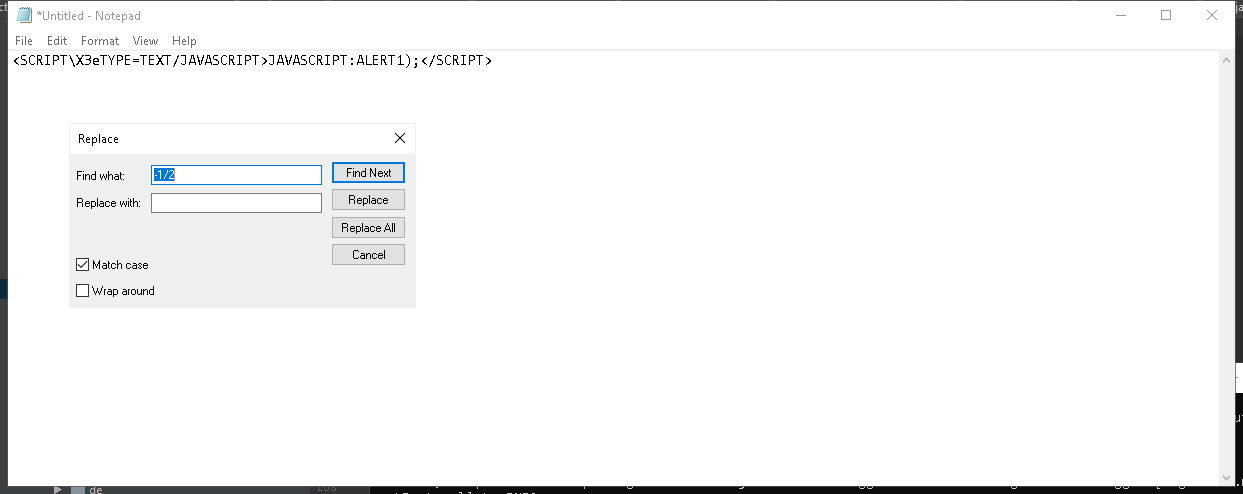 *Untitled - Notepad
File Edit Format View Help
<SCRIPT\X3eTYPE=TEXT/JAVASCRIPT>JAVASCRIPT:ALERT1);</SCRIPT>
Replace
Find what: -1/2 Find Next
Replace with: Replace
Replace All
Cancel
Match case
Wrap around
de